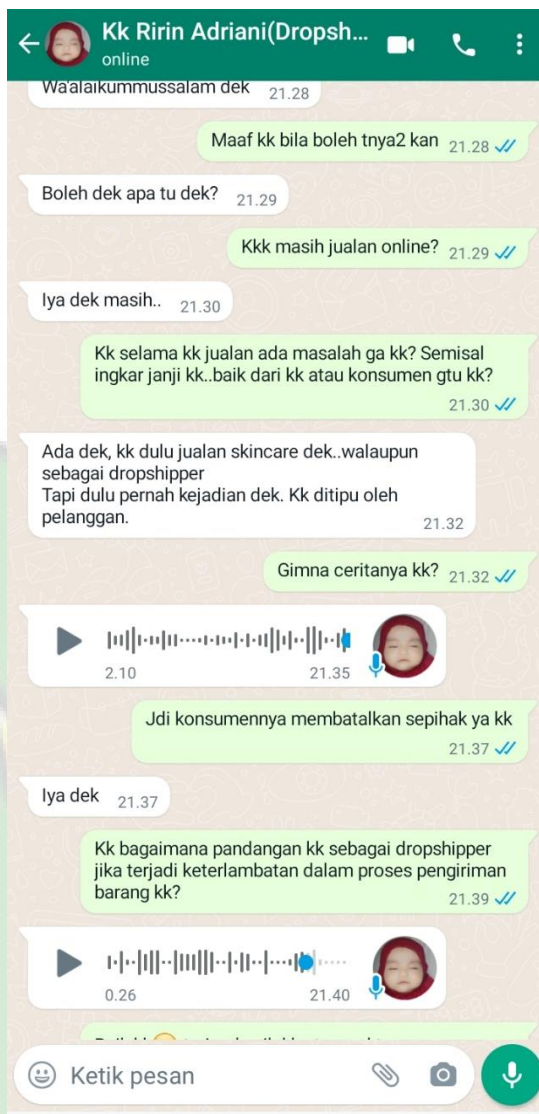 Kk Ririn Adriani(Dropsh...
online
Wa'alaikummussalam dek 21.28
Maaf kk bila boleh tnya2 kan 21.28
Boleh dek apa tu dek? 21.29
Kkk masih jualan online? 21.29
Iya dek masih.. 21.30
Kk selama kk jualan ada masalah ga kk? Semisal
ingkar janji kk..baik dari kk atau konsumen gtu kk?
21.30
Ada dek, kk dulu jualan skincare dek..walaupun
sebagai dropshipper
Tapi dulu pernah kejadian dek. Kk ditipu oleh
pelanggan. 21.32
Gimna ceritanya kk? 21.32
2.10 21.35
Jdi konsumennya membatalkan sepihak ya kk
21.37
Iya dek 21.37
Kk bagaimana pandangan kk sebagai dropshipper
jika terjadi keterlambatan dalam proses pengiriman
barang kk? 21.39
0.26 21.40
Ketik pesan